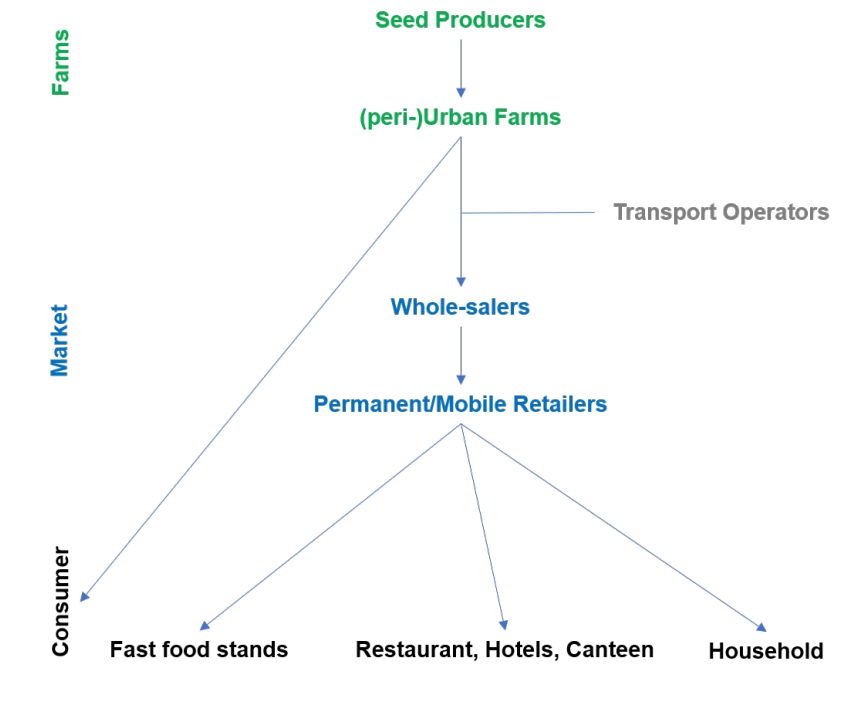 Seed Producers
Farms
(peri-)Urban Farms
Transport Operators
Whole-salers
Market
Permanent/Mobile Retailers
Consumer
Fast food stands
Restaurant, Hotels, Canteen
Household